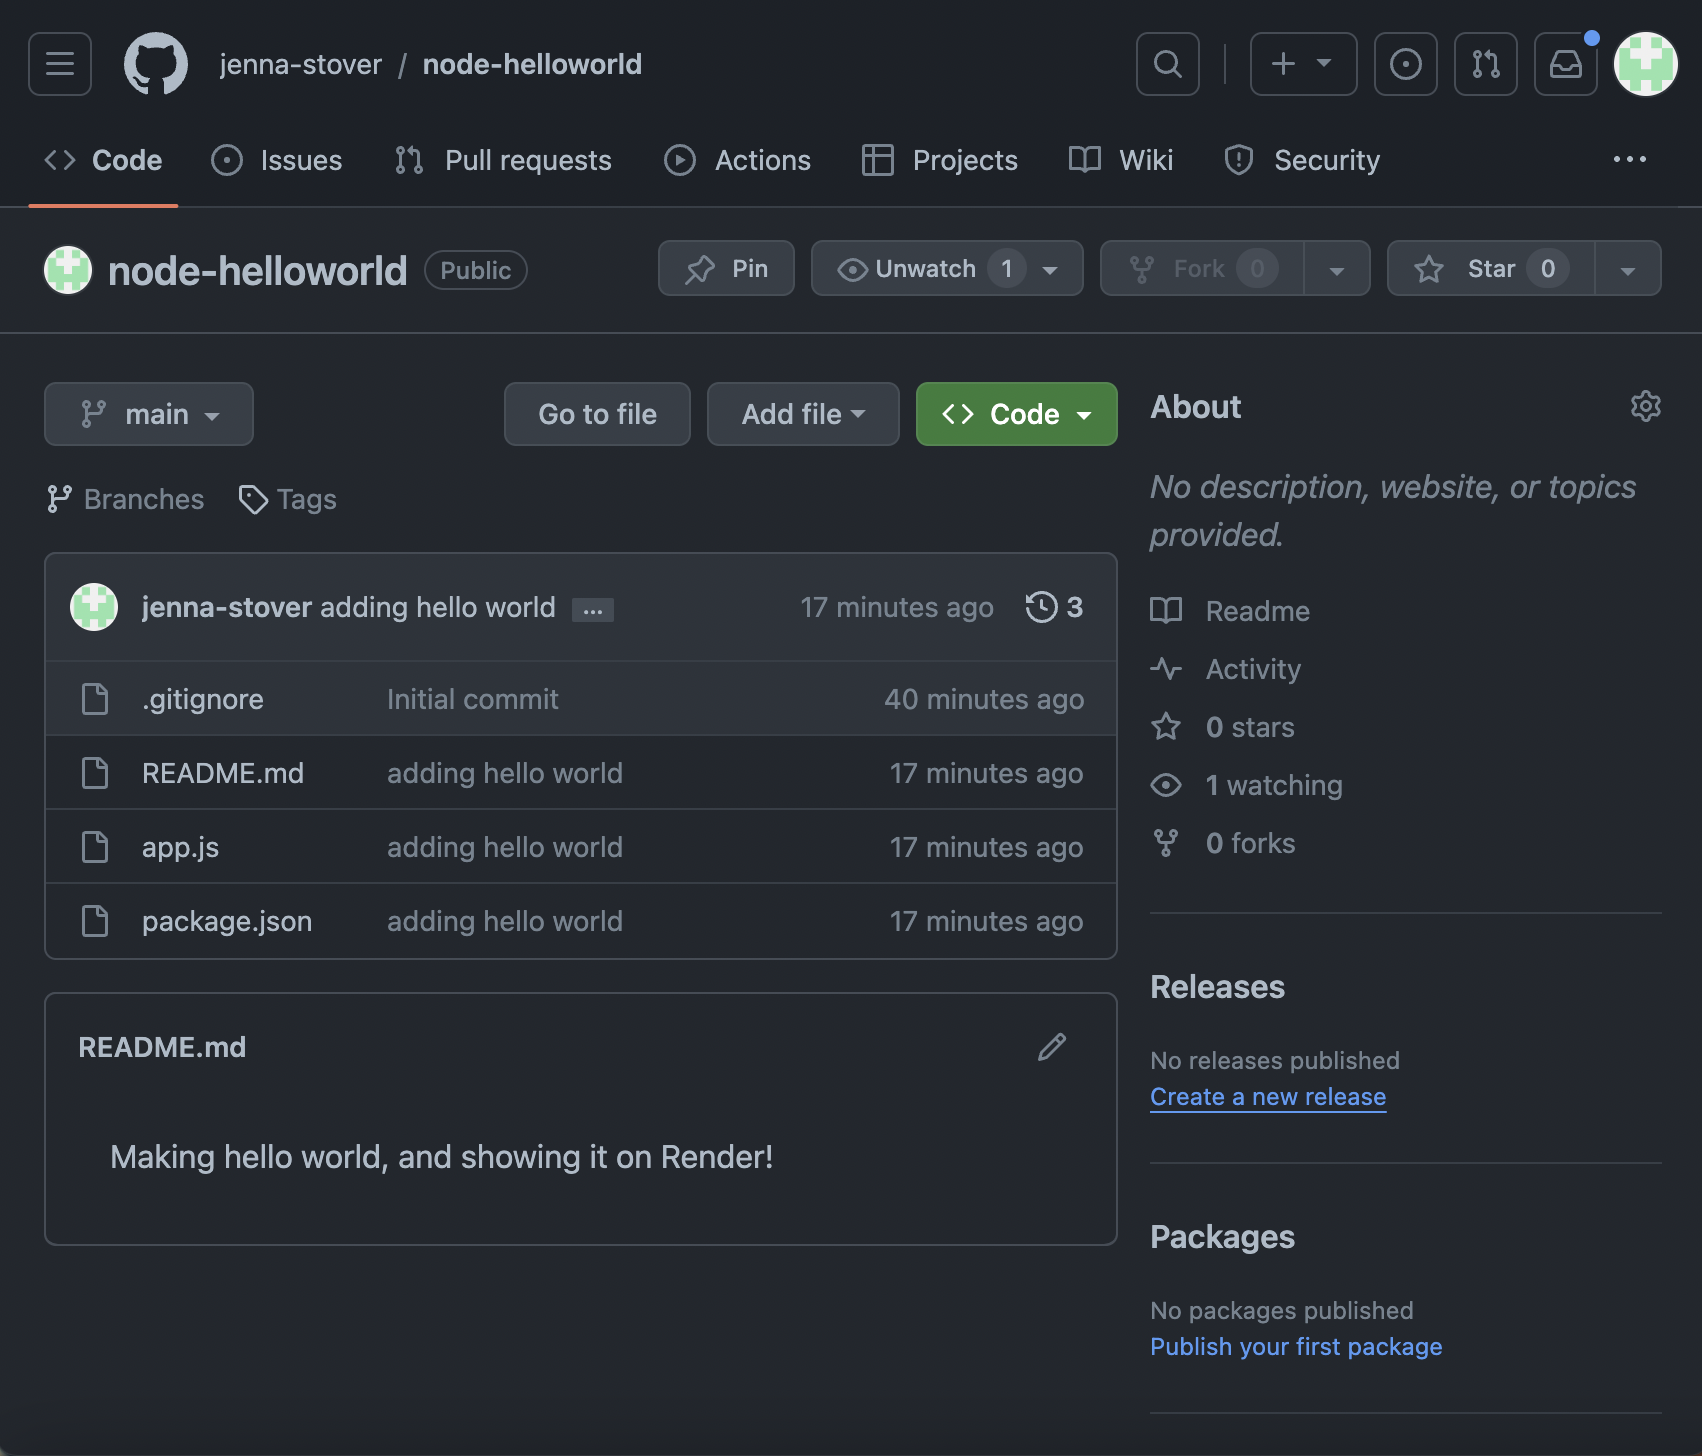 jenna-stover / node-helloworld
Code Issues Pull requests Actions Projects Wiki Security
node-helloworld Public Pin Unwatch 1 Fork 0 Star 0
main Go to file Add file Code
Branches Tags
jenna-stover adding hello world ... 17 minutes ago 3
.gitignore Initial commit 40 minutes ago
README.md adding hello world 17 minutes ago
app.js adding hello world 17 minutes ago
package.json adding hello world 17 minutes ago
README.md
Making hello world, and showing it on Render!
About
No description, website, or topics
provided.
Readme
Activity
0 stars
1 watching
0 forks
Releases
No releases published
Create a new release
Packages
No packages published
Publish your first package